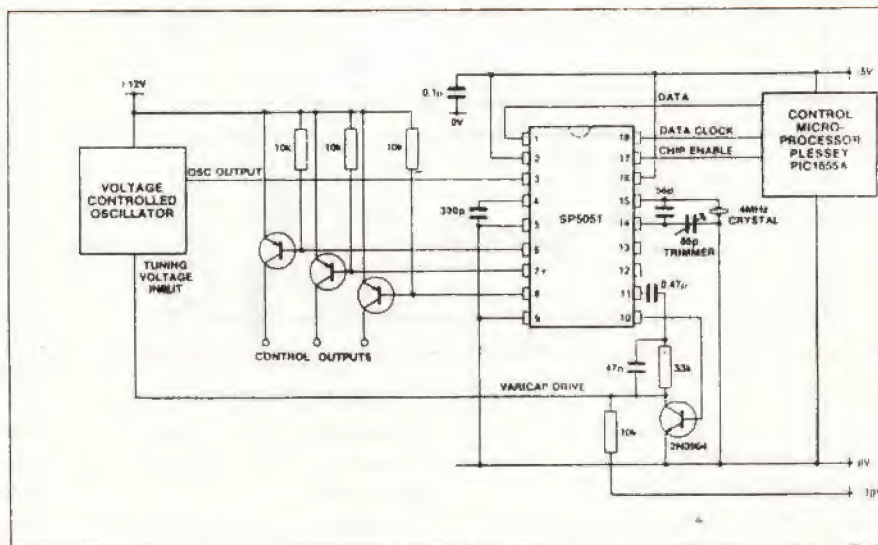 +12V
VOLTAGE
CONTROLLED
OSCILLATOR
TUNING
VOLTAGE
INPUT
OSC OUTPUT
10k
10k
10k
CONTROL OUTPUTS
VARICAP DRIVE
0.1µ
0V
330p
1
2
3
4
5
6
7
8
9
SP5051
18
17
16
15
14
13
12
11
10
DATA
DATA CLOCK
CHIP ENABLE
56p
4MHz
CRYSTAL
TRIMMER
0.47µ
47n
33k
10k
2N3904
CONTROL
MICRO-
PROCESSOR
PLESSEY
PIC1655A
0V